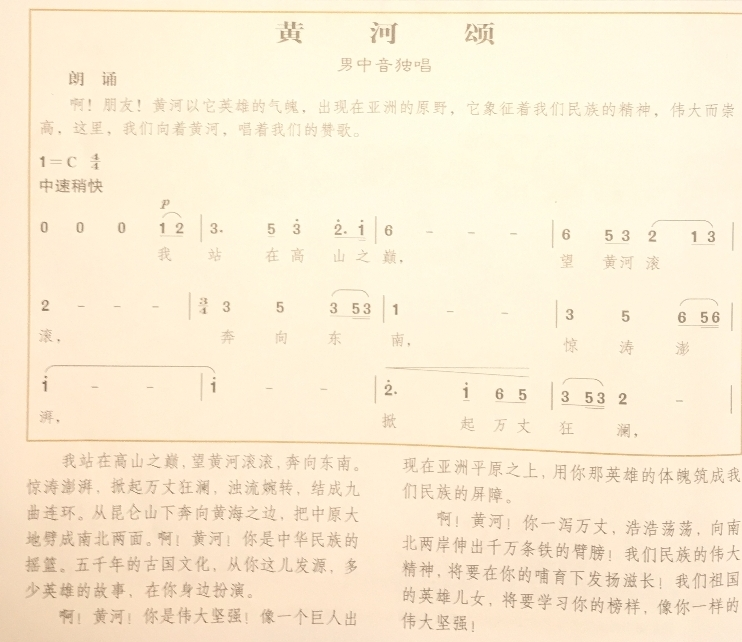 黄 河 颂
男中音独唱
朗 诵
啊！朋友！黄河以它英雄的气魄，出现在亚洲的原野，它象征着我们民族的精神，伟大而崇
高，这里，我们向着黄河，唱着我们的赞歌。
1=C 4/4
中速稍快
p
0 0 0 1 2 | 3. 5 3 2. 1 | 6 - - - | 6 5 3 2 1 3 |
我 站 在 高 山 之 巅， 望 黄河 滚
2 - - - | 3/4 3 5 3 53 | 1 - - | 3 5 6 56 |
滚， 奔 向 东 南， 惊 涛 澎
1 - - | 1 - - | 2. 1 6 5 | 3 53 2 - |
湃， 掀 起 万 丈 狂 澜，
我站在高山之巅，望黄河滚滚，奔向东南。
惊涛澎湃，掀起万丈狂澜，浊流婉转，结成九
曲连环。从昆仑山下奔向黄海之边，把中原大
地劈成南北两面。啊！黄河！你是中华民族的
摇篮。五千年的古国文化，从你这儿发源，多
少英雄的故事，在你身边扮演。
啊！黄河！你是伟大坚强！像一个巨人出
现在亚洲平原之上，用你那英雄的体魄筑成我
们民族的屏障。
啊！黄河！你一泻万丈，浩浩荡荡，向南
北两岸伸出千万条铁的臂膀！我们民族的伟大
精神，将要在你的哺育下发扬滋长！我们祖国
的英雄儿女，将要学习你的榜样，像你一样的
伟大坚强！